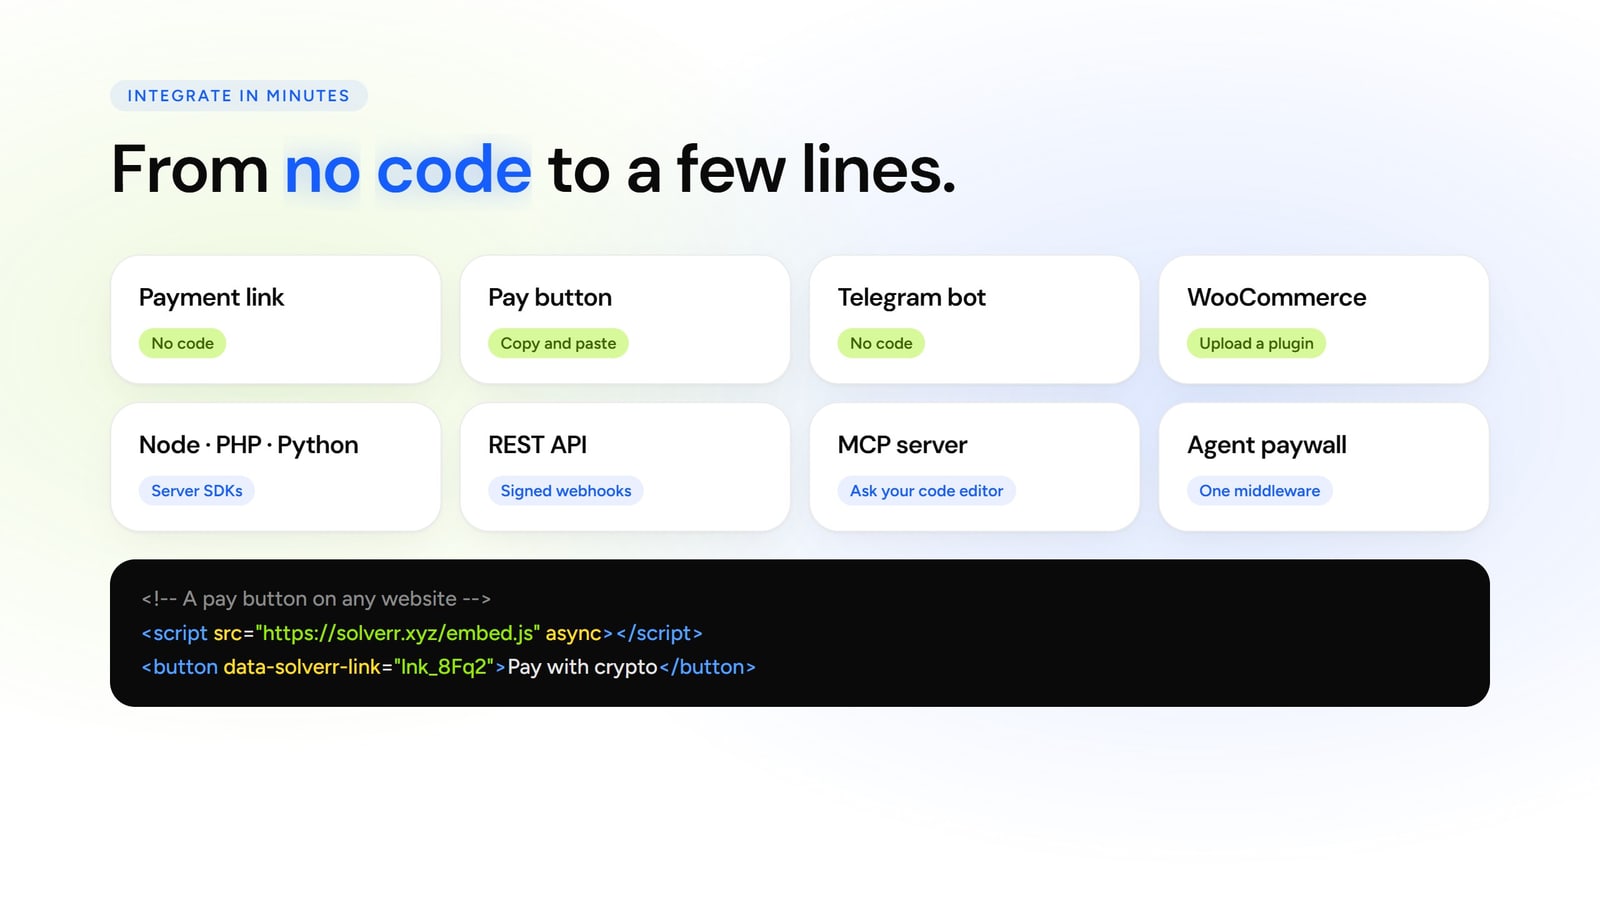 INTEGRATE IN MINUTES
From no code to a few lines.
Payment link
No code
Pay button
Copy and paste
Telegram bot
No code
WooCommerce
Upload a plugin
Node · PHP · Python
Server SDKs
REST API
Signed webhooks
MCP server
Ask your code editor
Agent paywall
One middleware
<!-- A pay button on any website -->
<script src="https://solverr.xyz/embed.js" async></script>
<button data-solverr-link="lnk_8Fq2">Pay with crypto</button>